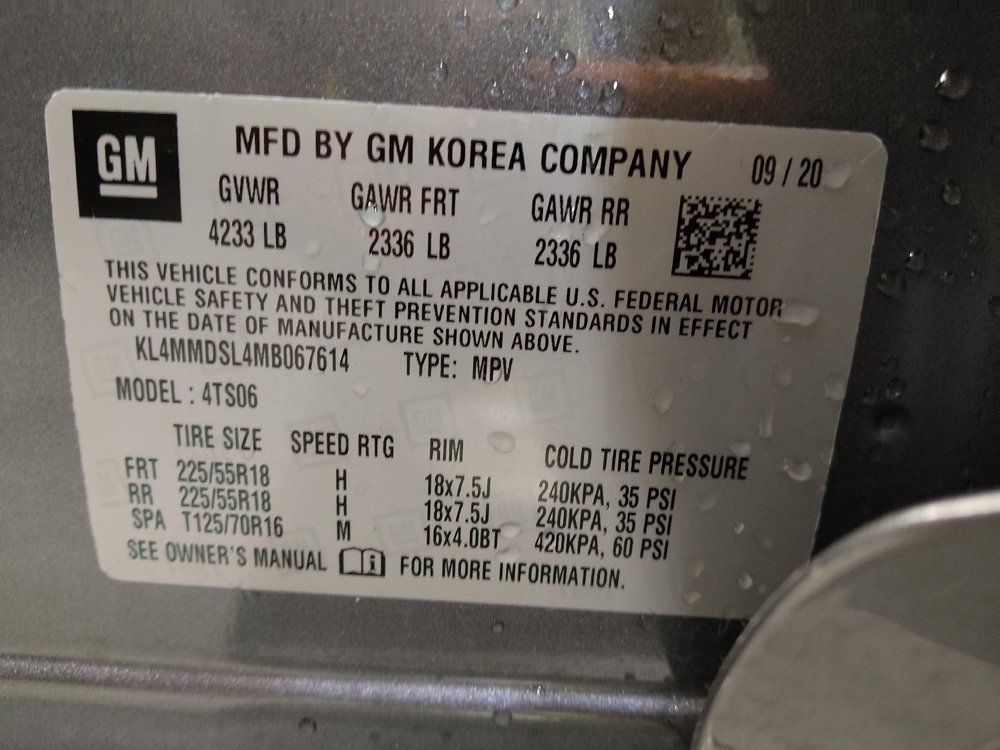 GM
MFD BY GM KOREA COMPANY 09 / 20
GVWR GAWR FRT GAWR RR
4233 LB 2336 LB 2336 LB
THIS VEHICLE CONFORMS TO ALL APPLICABLE U.S. FEDERAL MOTOR
VEHICLE SAFETY AND THEFT PREVENTION STANDARDS IN EFFECT
ON THE DATE OF MANUFACTURE SHOWN ABOVE.
KL4MMDSL4MB067614 TYPE: MPV
MODEL : 4TS06
TIRE SIZE SPEED RTG RIM COLD TIRE PRESSURE
FRT 225/55R18 H 18x7.5J 240KPA, 35 PSI
RR 225/55R18 H 18x7.5J 240KPA, 35 PSI
SPA T125/70R16 M 16x4.0BT 420KPA, 60 PSI
SEE OWNER'S MANUAL FOR MORE INFORMATION.